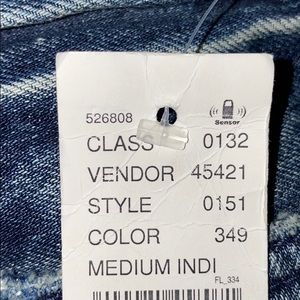 526808
Sensor
CLASS 0132
VENDOR 45421
STYLE 0151
COLOR 349
MEDIUM INDI
FL_334